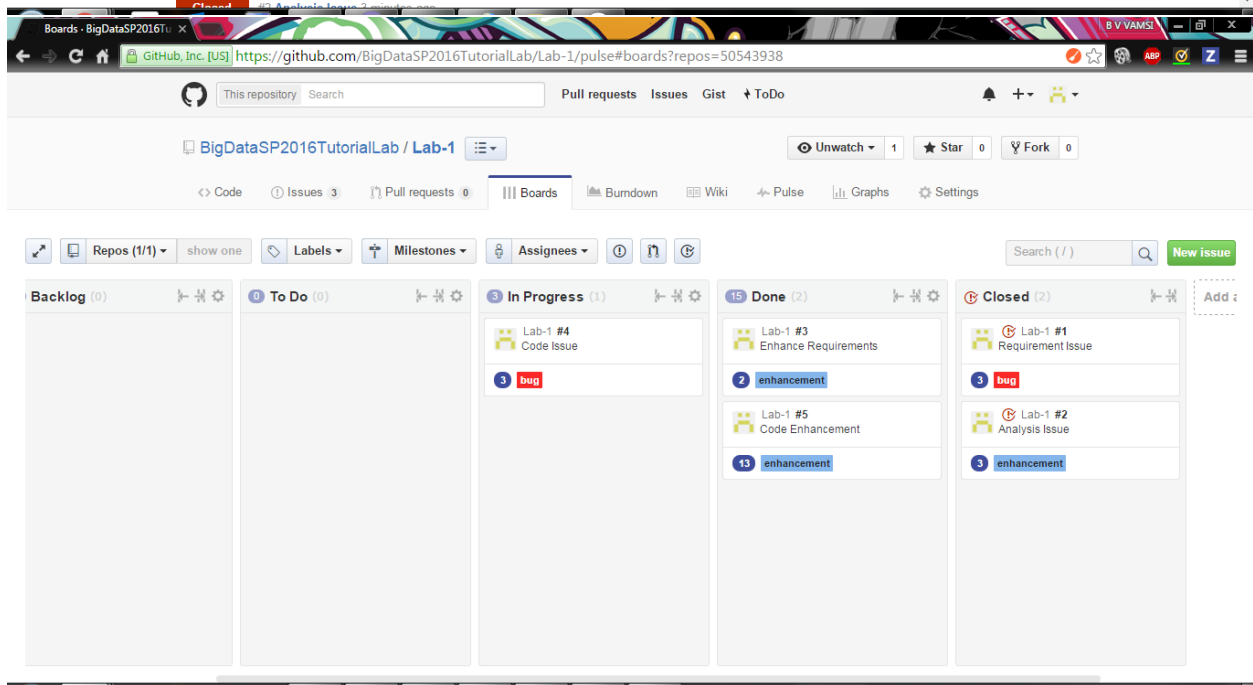 Closed #2 Analysis Issue 3 minutes ago
Boards · BigDataSP2016Tu
B V VAMSI
GitHub, Inc. [US] https://github.com/BigDataSP2016TutorialLab/Lab-1/pulse#boards?repos=50543938
ABP
Z
This repository Search Pull requests Issues Gist ToDo
BigDataSP2016TutorialLab / Lab-1 Unwatch 1 Star 0 Fork 0
<> Code Issues 3 Pull requests 0 Boards Burndown Wiki Pulse Graphs Settings
Repos (1/1) show one Labels Milestones Assignees Search ( / ) New issue
Backlog (0) 0 To Do (0) 3 In Progress (1) 15 Done (2) Closed (2) Add a
Lab-1 #4
Code Issue
3 bug
Lab-1 #3
Enhance Requirements
2 enhancement
Lab-1 #5
Code Enhancement
13 enhancement
Lab-1 #1
Requirement Issue
3 bug
Lab-1 #2
Analysis Issue
3 enhancement